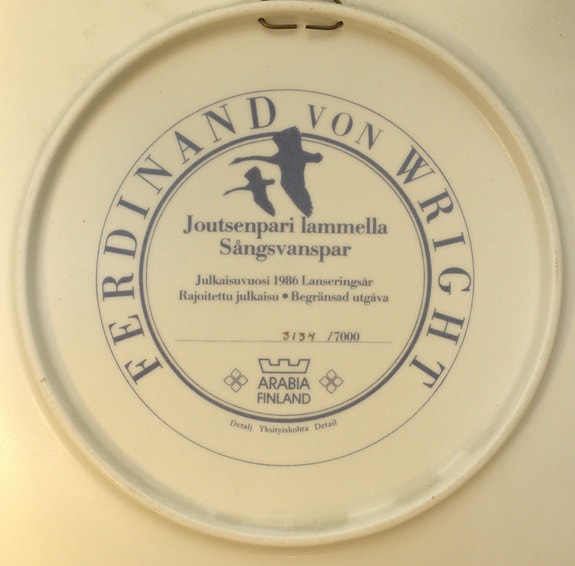 FERDINAND VON WRIGHT
Joutsenpari lammella
Sångsvanspar
Julkaisuvuosi 1986 Lanseringsår
Rajoitettu julkaisu • Begränsad utgåva
3134 /7000
ARABIA
FINLAND
Detalj Yksityiskohta Detail